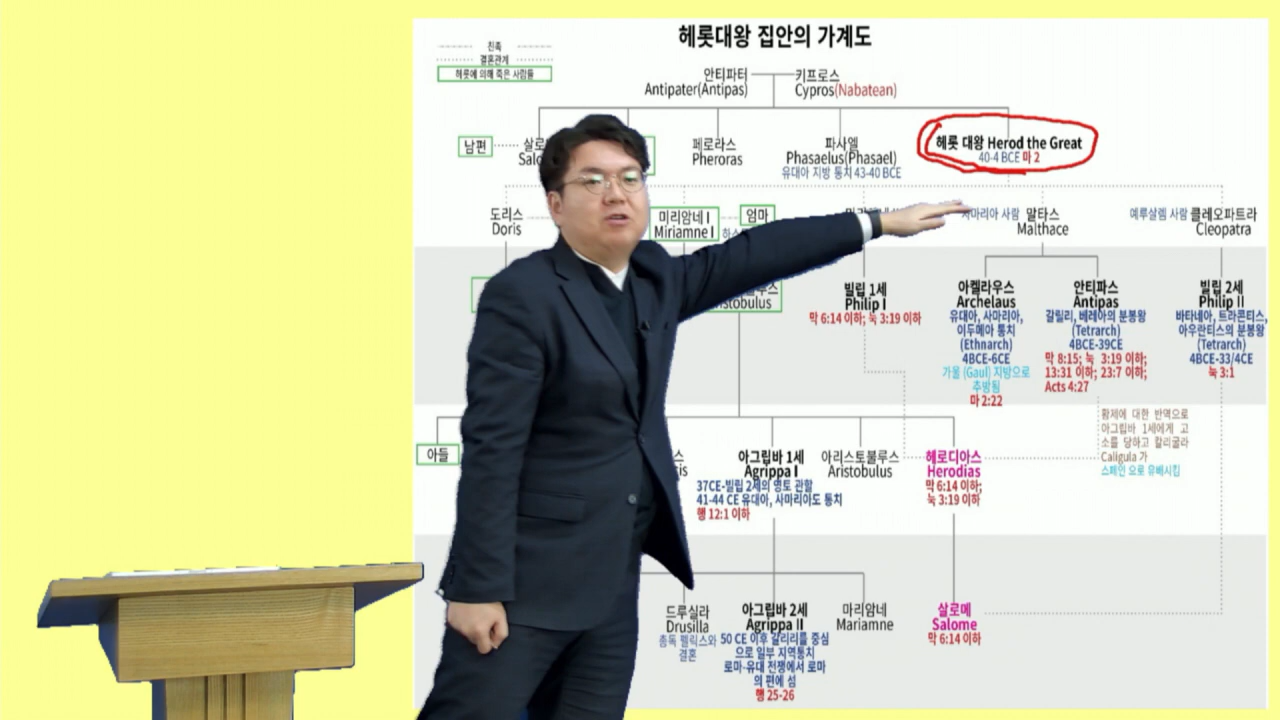 헤롯대왕 집안의 가계도
친족
결혼관계
헤롯에 의해 죽은 사람들
안티파터
Antipater(Antipas)
키프로스
Cypros(Nabatean)
남편
페로라스
Pheroras
파사엘
Phasaelus(Phasael)
유대아 지방 통치 43-40 BCE
헤롯 대왕 Herod the Great
40-4 BCE 마 2
도리스
Doris
미리암네 I
Miriamne I
엄마
사마리아 사람
말타스
Malthace
예루살렘 사람 클레오파트라
Cleopatra
빌립 1세
Philip I
막 6:14 이하; 눅 3:19 이하
아켈라우스
Archelaus
유대아, 사마리아,
이두메아 통치
(Ethnarch)
4BCE-6CE
가울 (Gaul) 지방으로
추방됨
마 2:22
안티파스
Antipas
갈릴리, 베레아의 분봉왕
(Tetrarch)
4BCE-39CE
막 8:15; 눅 3:19 이하;
13:31 이하; 23:7 이하;
Acts 4:27
빌립 2세
Philip II
바타네아, 트라콘티스,
아우란티스의 분봉왕
(Tetrarch)
4BCE-33/4CE
눅 3:1
황제에 대한 반역으로
아그립바 1세에게 고
소를 당하고 칼리굴라
Caligula 가
스페인 으로 유배시킴
아들
아그립바 1세
Agrippa I
37CE-빌립 2세의 영토 관할
41-44 CE 유대아, 사마리아도 통치
행 12:1 이하
아리스토불루스
Aristobulus
헤로디아스
Herodias
막 6:14 이하;
눅 3:19 이하
드루실라
Drusilla
총독 펠릭스와
결혼
아그립바 2세
Agrippa II
50 CE 이후 갈리리를 중심
으로 일부 지역통치
로마-유대 전쟁에서 로마
의 편에 섬
행 25-26
마리암네
Mariamne
살로메
Salome
막 6:14 이하